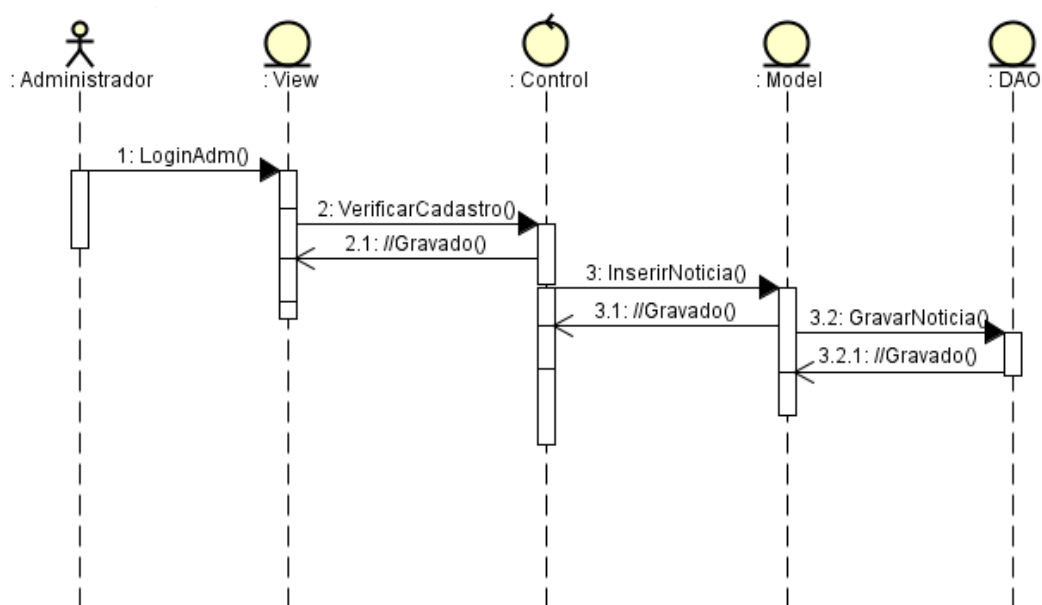 : Administrador
: View
: Control
: Model
: DAO
1: LoginAdm()
2: VerificarCadastro()
2.1: //Gravado()
3: InserirNoticia()
3.1: //Gravado()
3.2: GravarNoticia()
3.2.1: //Gravado()